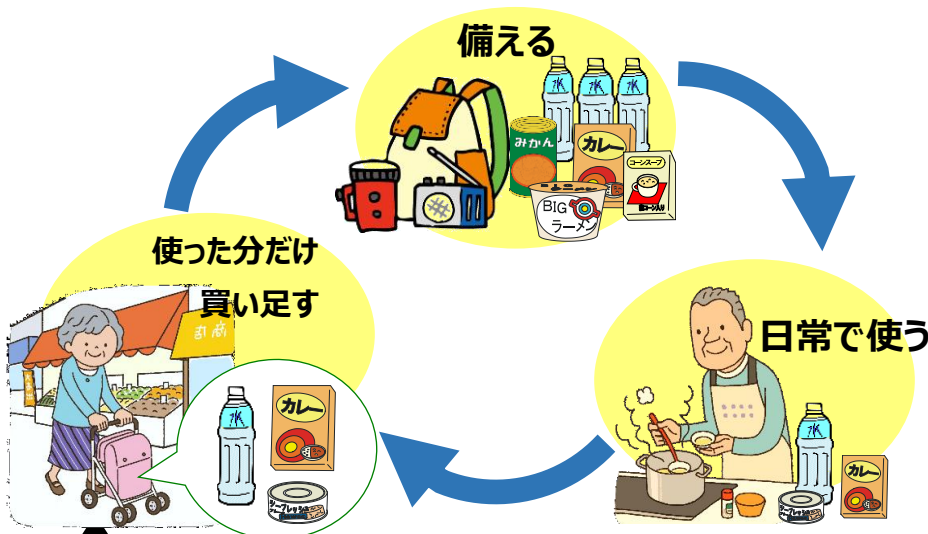 備える
水
水
水
みかん
カレー
コーンスープ
BIG
ラーメン
使った分だけ
買い足す
水
カレー
日常で使う
水
カレー